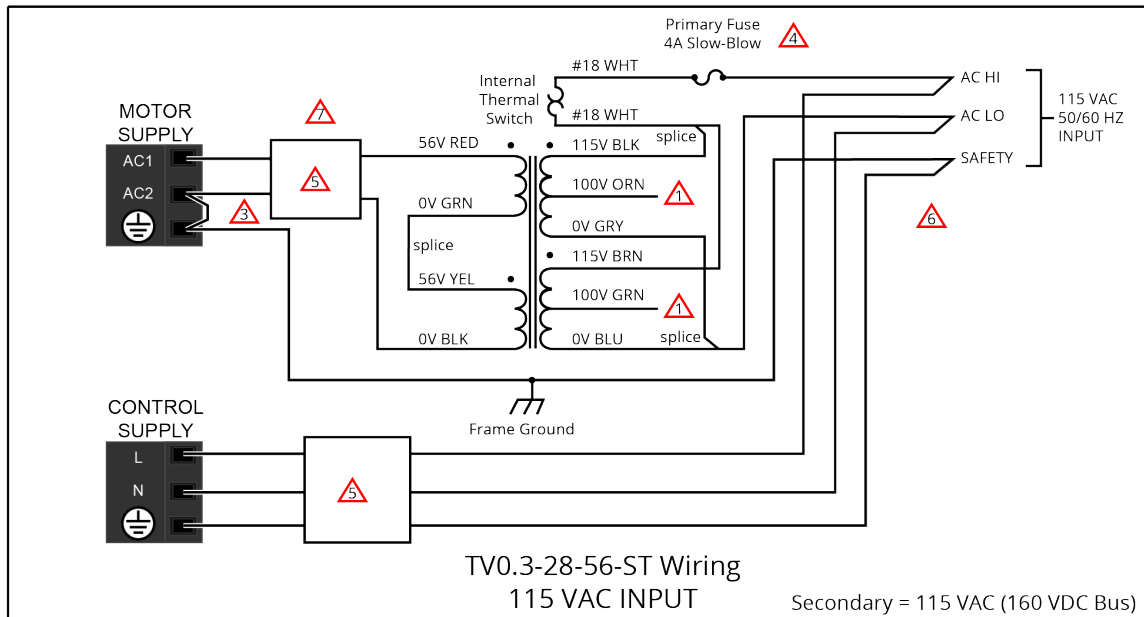 Primary Fuse
4A Slow-Blow
4
#18 WHT
AC HI
Internal
Thermal
Switch
115 VAC
50/60 HZ
INPUT
MOTOR
SUPPLY
7
#18 WHT
AC LO
splice
56V RED
115V BLK
AC1
SAFETY
5
100V ORN
1
AC2
3
0V GRN
0V GRY
6
splice
115V BRN
56V YEL
100V GRN
1
0V BLK
0V BLU
splice
CONTROL
SUPPLY
Frame Ground
L
N
5
TV0.3-28-56-ST Wiring
115 VAC INPUT
Secondary = 115 VAC (160 VDC Bus)